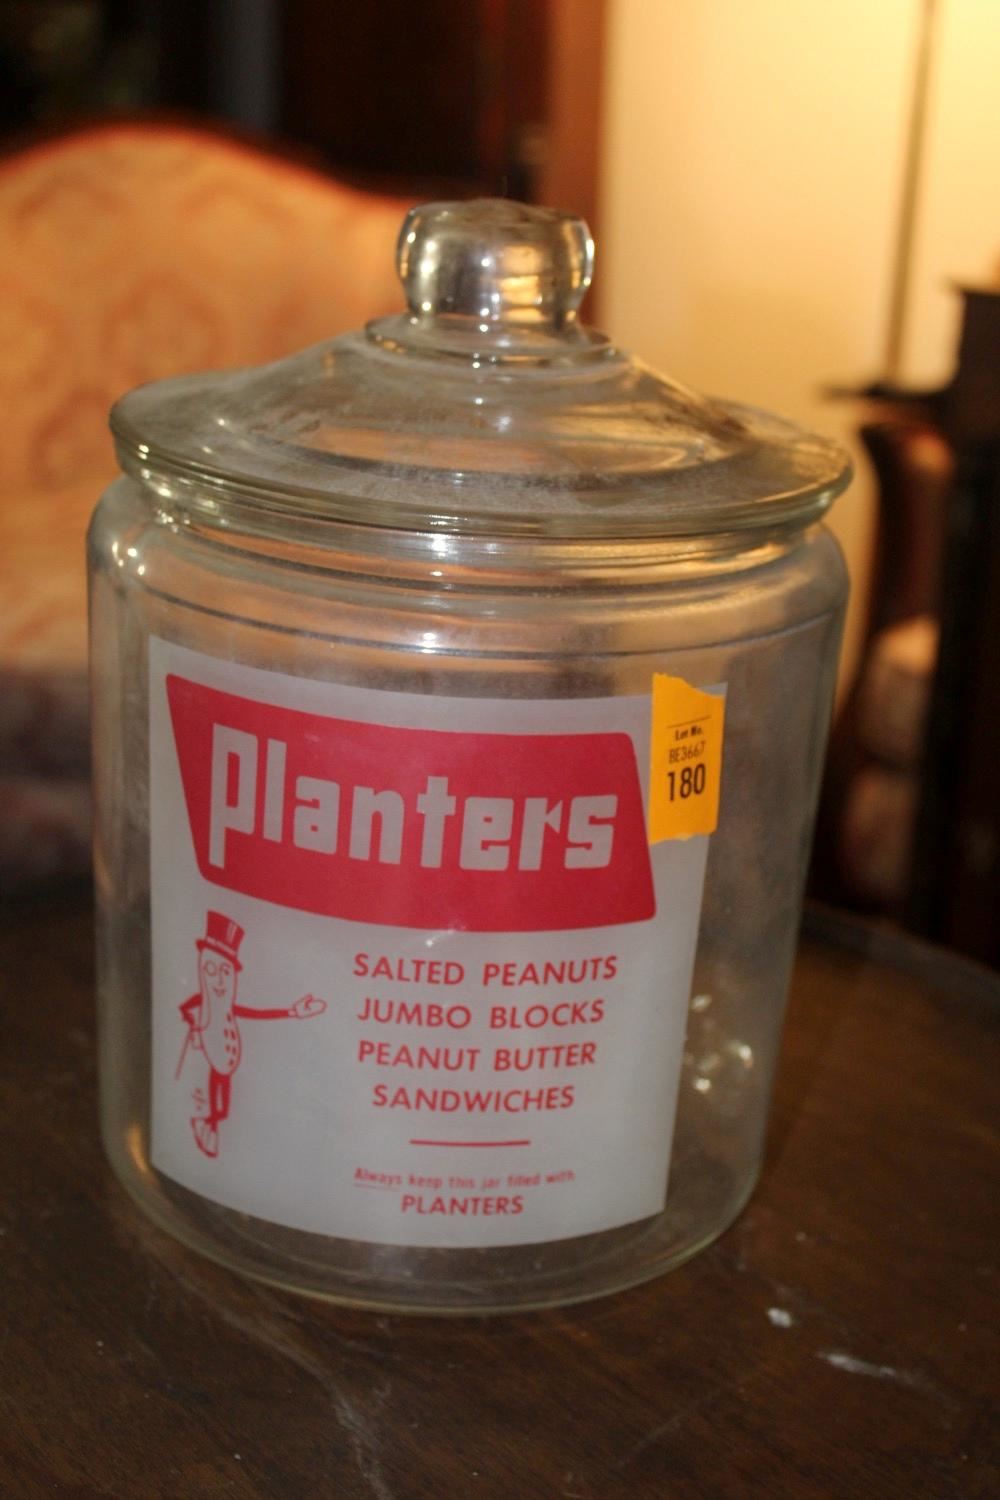 planters
Lot No.
BE3667
180
SALTED PEANUTS
JUMBO BLOCKS
PEANUT BUTTER
SANDWICHES
Always keep this jar filled with
PLANTERS